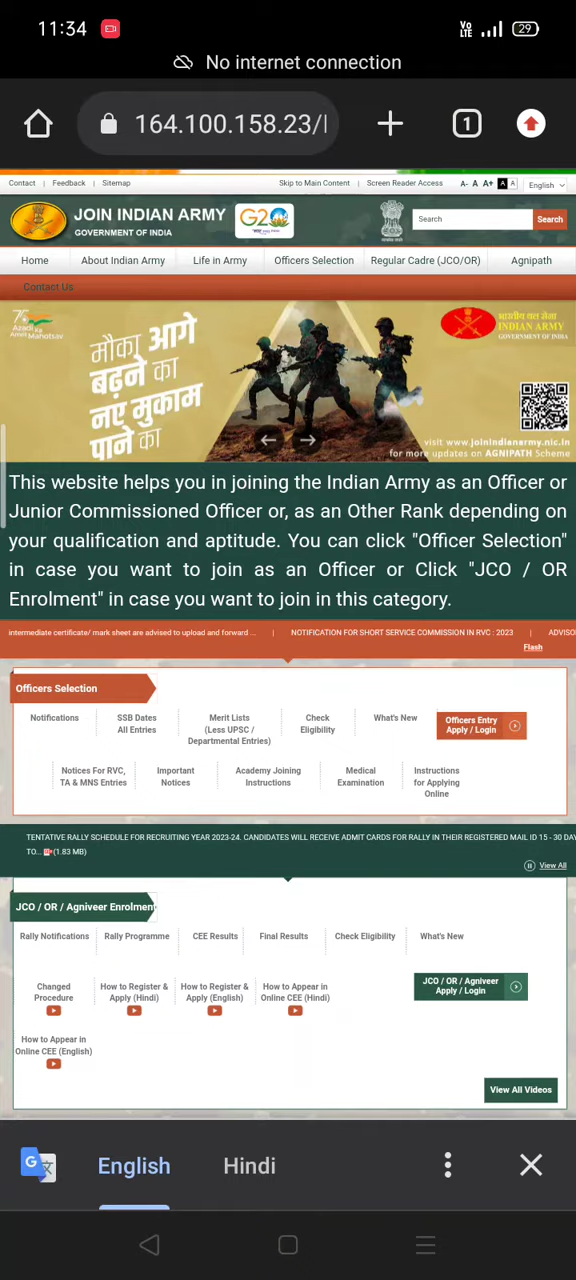 11:34
Vo LTE
29
No internet connection
164.100.158.23/
1
Contact | Feedback | Sitemap
Skip to Main Content | Screen Reader Access
A- A A+ A A
English
JOIN INDIAN ARMY
GOVERNMENT OF INDIA
G20
Search
Search
Home
About Indian Army
Life in Army
Officers Selection
Regular Cadre (JCO/OR)
Agnipath
Contact Us
75
Azadi Ka
Amrit Mahotsav
मौका आगे
बढ़ने का
नए मुकाम
पाने का
भारतीय थल सेना
INDIAN ARMY
GOVERNMENT OF INDIA
visit www.joinindianarmy.nic.in
for more updates on AGNIPATH Scheme
This website helps you in joining the Indian Army as an Officer or
Junior Commissioned Officer or, as an Other Rank depending on
your qualification and aptitude. You can click "Officer Selection"
in case you want to join as an Officer or Click "JCO / OR
Enrolment" in case you want to join in this category.
intermediate certificate/ mark sheet are advised to upload and forward ... | NOTIFICATION FOR SHORT SERVICE COMMISSION IN RVC : 2023 | ADVISO
Flash
Officers Selection
Notifications
SSB Dates
All Entries
Merit Lists
(Less UPSC /
Departmental Entries)
Check
Eligibility
What's New
Officers Entry
Apply / Login
Notices For RVC,
TA & MNS Entries
Important
Notices
Academy Joining
Instructions
Medical
Examination
Instructions
for Applying
Online
TENTATIVE RALLY SCHEDULE FOR RECRUITING YEAR 2023-24. CANDIDATES WILL RECEIVE ADMIT CARDS FOR RALLY IN THEIR REGISTERED MAIL ID 15 - 30 DAY
TO... (1.83 MB)
View All
JCO / OR / Agniveer Enrolment
Rally Notifications
Rally Programme
CEE Results
Final Results
Check Eligibility
What's New
Changed
Procedure
How to Register &
Apply (Hindi)
How to Register &
Apply (English)
How to Appear in
Online CEE (Hindi)
JCO / OR / Agniveer
Apply / Login
How to Appear in
Online CEE (English)
View All Videos
G
English
Hindi